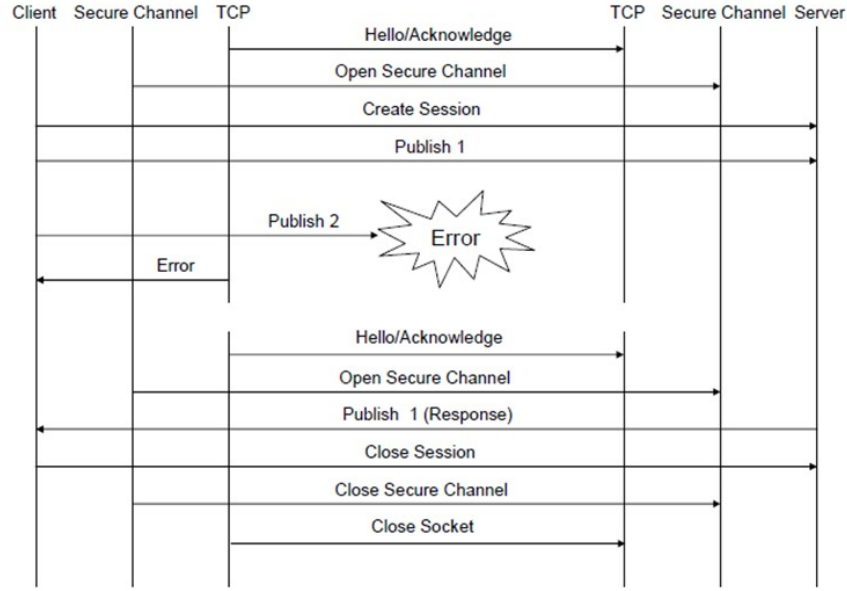 Client Secure Channel TCP TCP Secure Channel Server
Hello/Acknowledge
Open Secure Channel
Create Session
Publish 1
Publish 2
Error
Error
Hello/Acknowledge
Open Secure Channel
Publish 1 (Response)
Close Session
Close Secure Channel
Close Socket